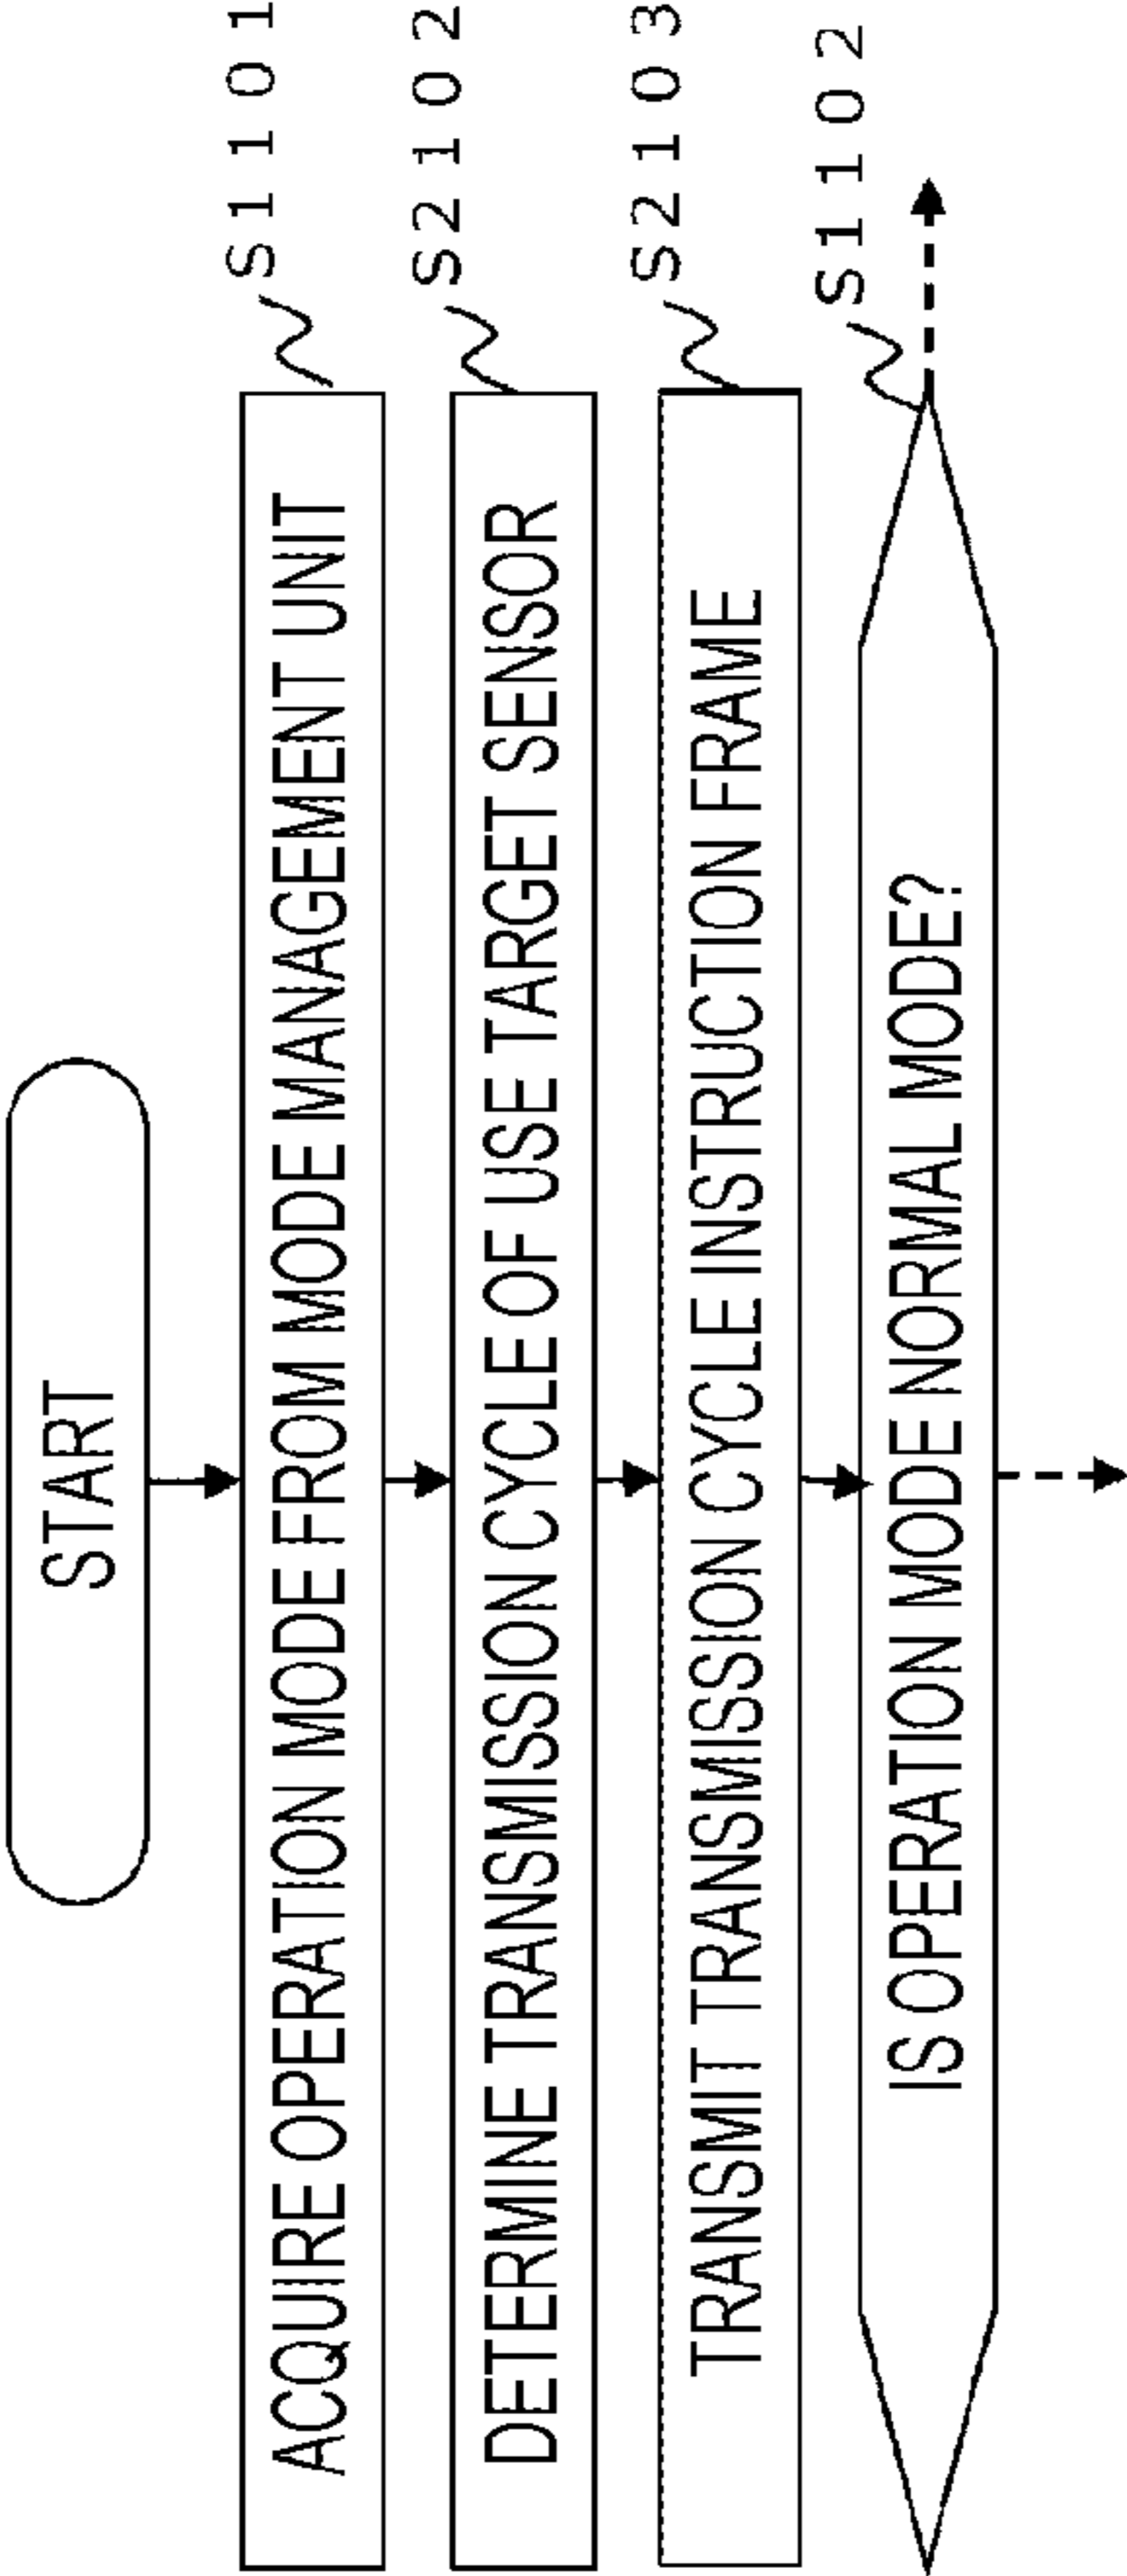 START
ACQUIRE OPERATION MODE FROM MODE MANAGEMENT UNIT
S1101
DETERMINE TRANSMISSION CYCLE OF USE TARGET SENSOR
S2102
TRANSMIT TRANSMISSION CYCLE INSTRUCTION FRAME
S2103
IS OPERATION MODE NORMAL MODE?
S1102